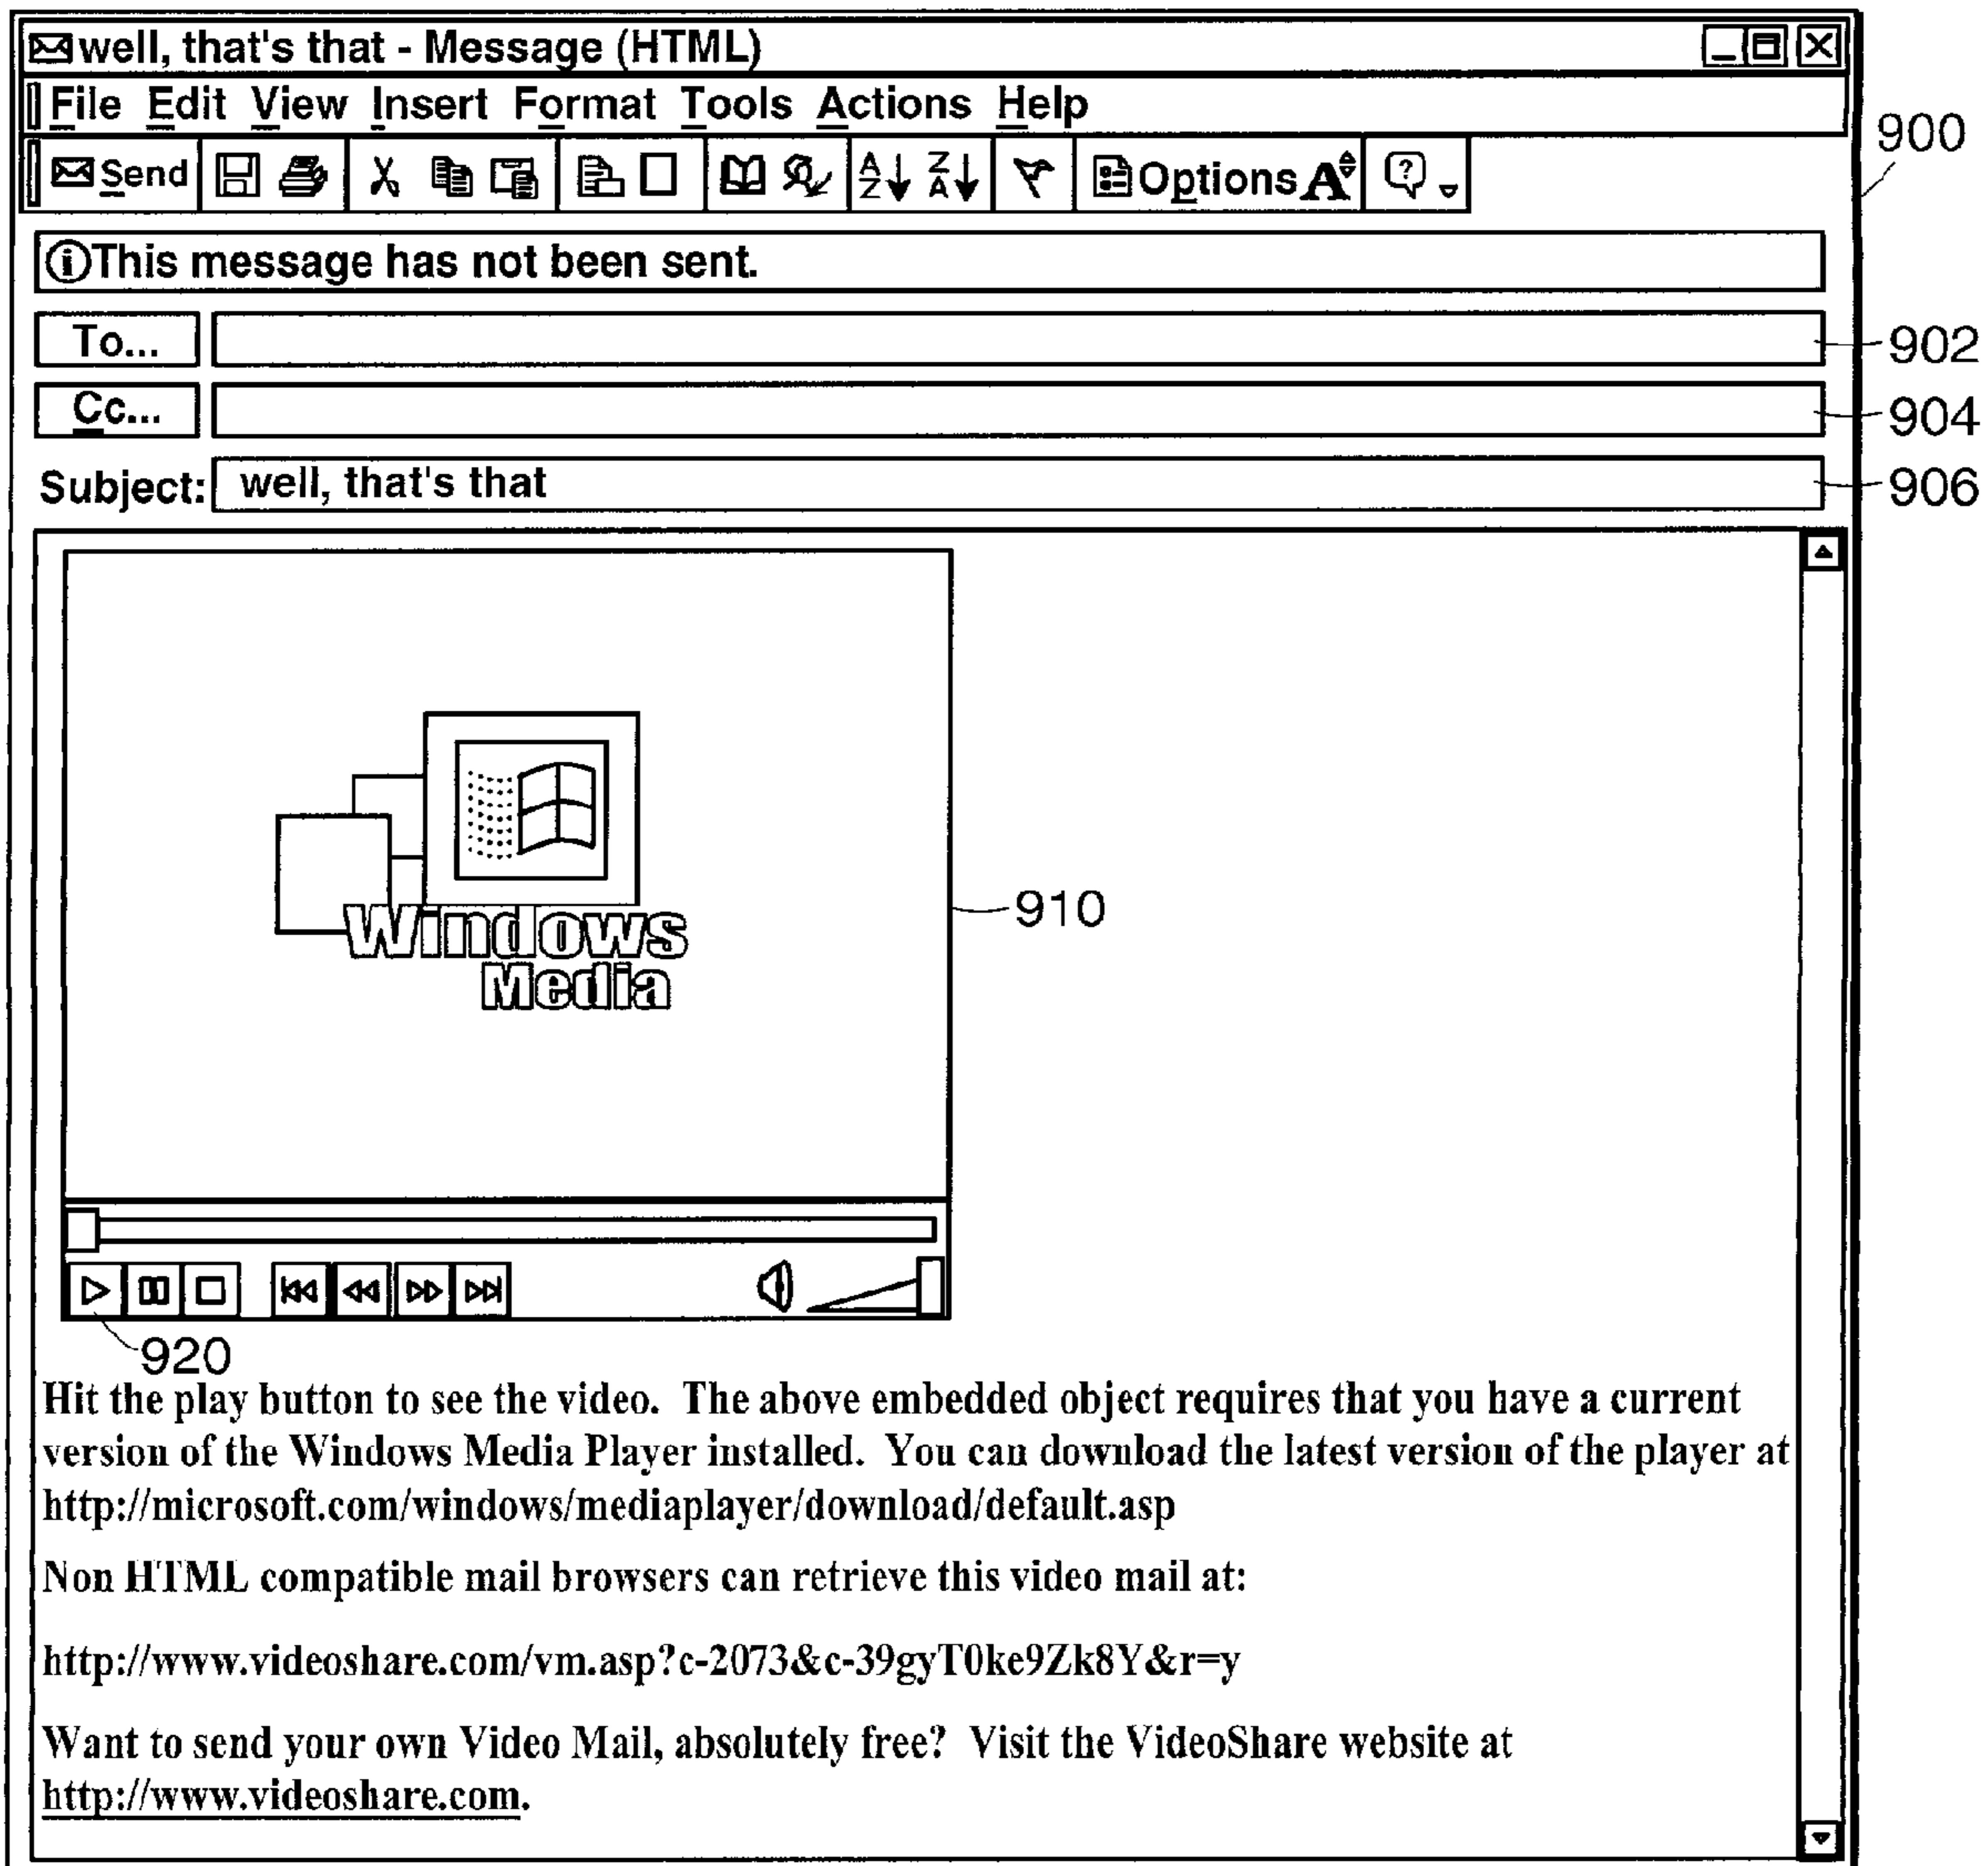 well, that's that - Message (HTML)
File Edit View Insert Format Tools Actions Help
900
Send
A
Z
Z
A
Options A
?
This message has not been sent.
To...
902
Cc...
904
Subject: well, that's that
906
Windows
Media
910
920
Hit the play button to see the video. The above embedded object requires that you have a current
version of the Windows Media Player installed. You can download the latest version of the player at
http://microsoft.com/windows/mediaplayer/download/default.asp
Non HTML compatible mail browsers can retrieve this video mail at:
http://www.videoshare.com/vm.asp?c-2073&c-39gyT0ke9Zk8Y&r=y
Want to send your own Video Mail, absolutely free? Visit the VideoShare website at
http://www.videoshare.com.